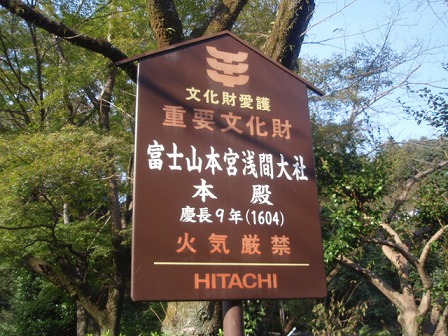 文化財愛護
重要文化財
富士山本宮浅間大社
本殿
慶長9年(1604)
火気厳禁
HITACHI